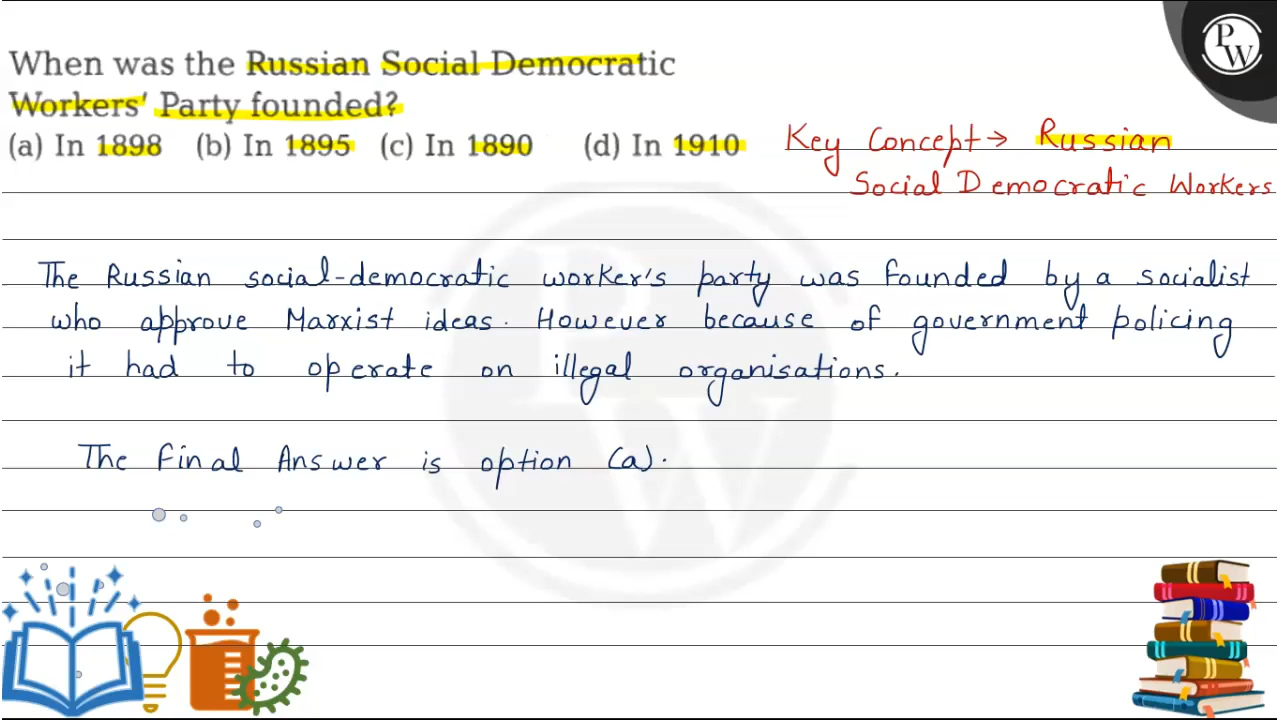 When was the Russian Social Democratic
Workers' Party founded?
(a) In 1898 (b) In 1895 (c) In 1890 (d) In 1910
Key Concept → Russian
Social Democratic Workers
The Russian social-democratic worker's party was founded by a socialist
who approve Marxist ideas. However because of government policing
it had to operate on illegal organisations.
The Final Answer is option (a).
PW
PW